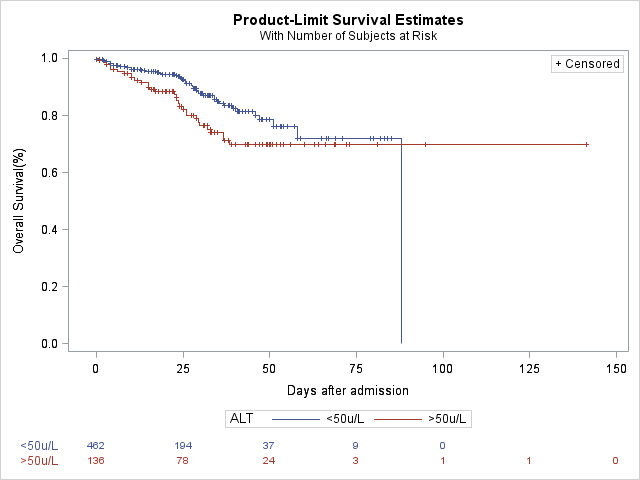 Product-Limit Survival Estimates
With Number of Subjects at Risk
+ Censored
1.0
0.8
0.6
0.4
0.2
0.0
Overall Survival(%)
0 25 50 75 100 125 150
Days after admission
ALT <50u/L >50u/L
<50u/L 462 194 37 9 0
>50u/L 136 78 24 3 1 1 0